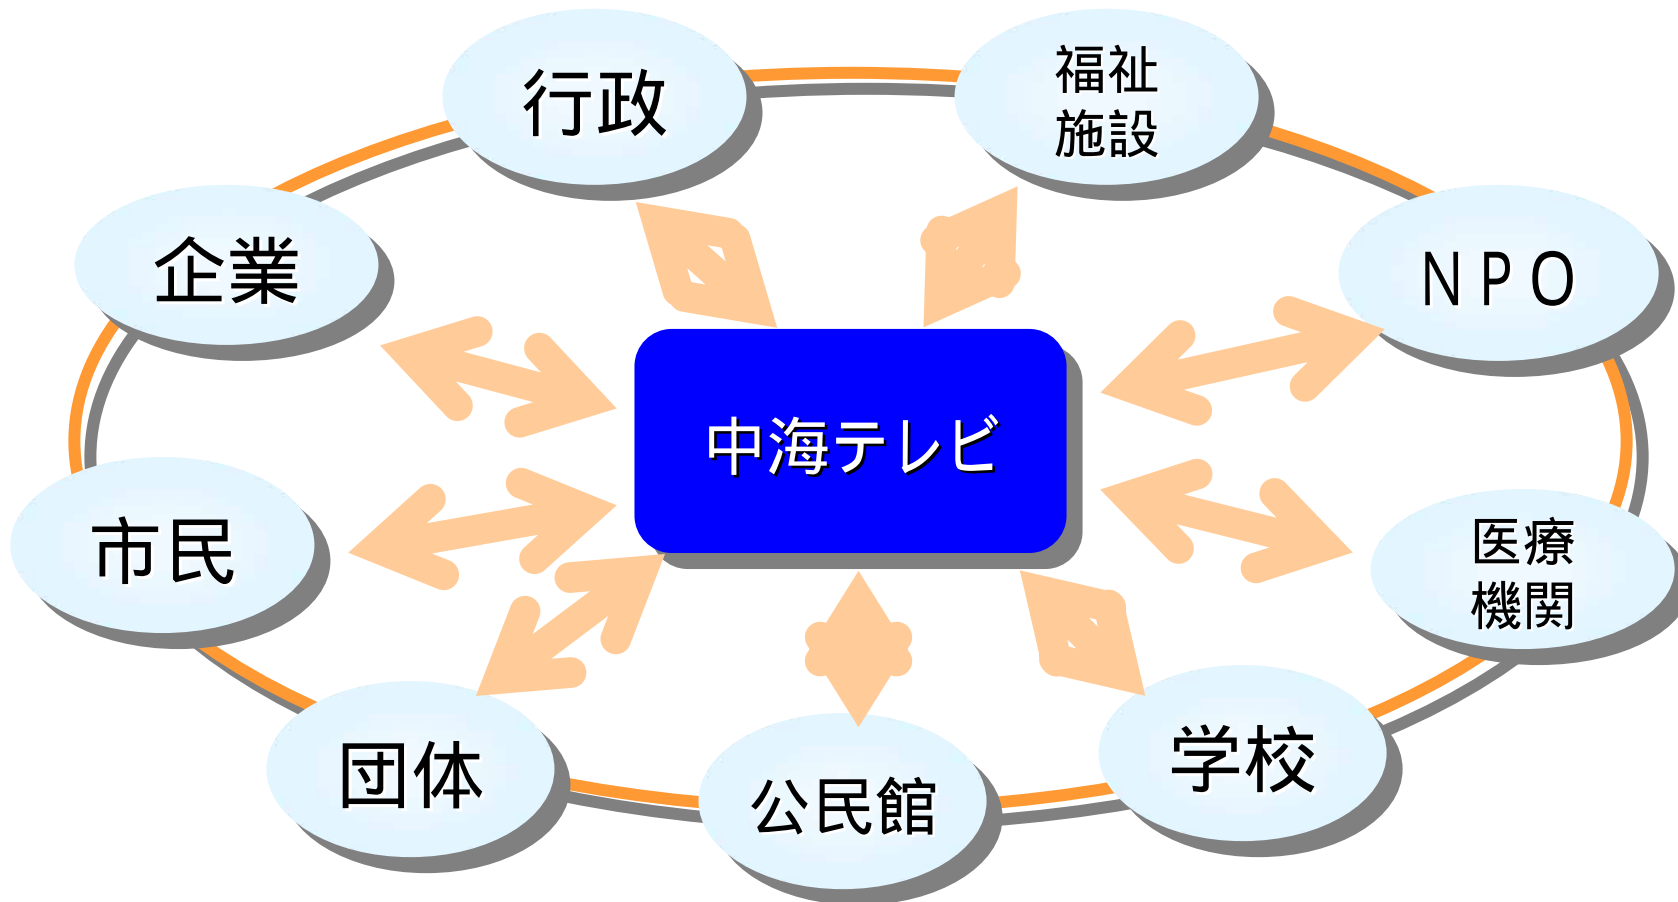 行政
福祉
施設
企業
ＮＰＯ
中海テレビ
市民
医療
機関
団体
公民館
学校